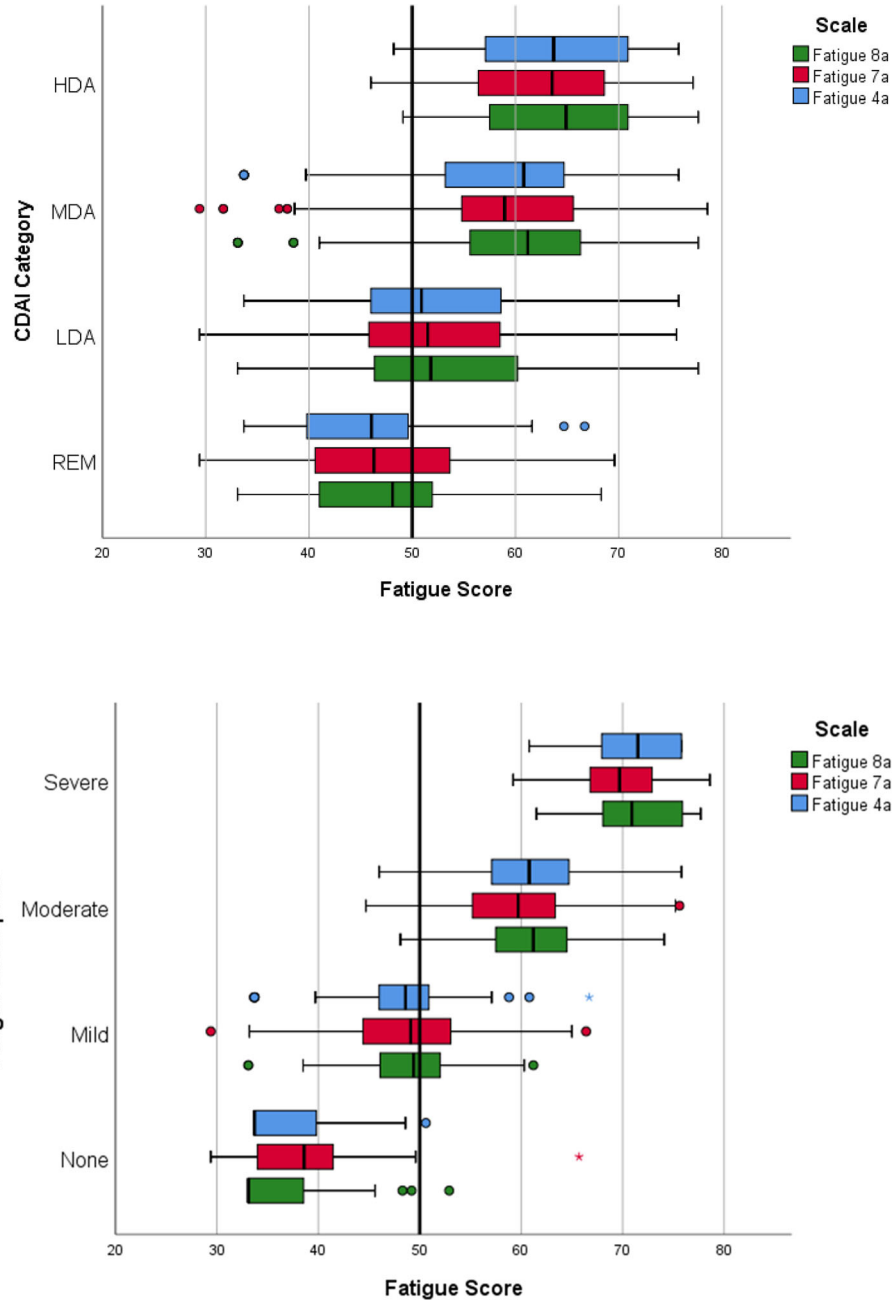 Scale
Fatigue 8a
Fatigue 7a
Fatigue 4a
CDAI Category
HDA
MDA
LDA
REM
20 30 40 50 60 70 80
Fatigue Score
Scale
Fatigue 8a
Fatigue 7a
Fatigue 4a
Severe
Moderate
Mild
None
20 30 40 50 60 70 80
Fatigue Score